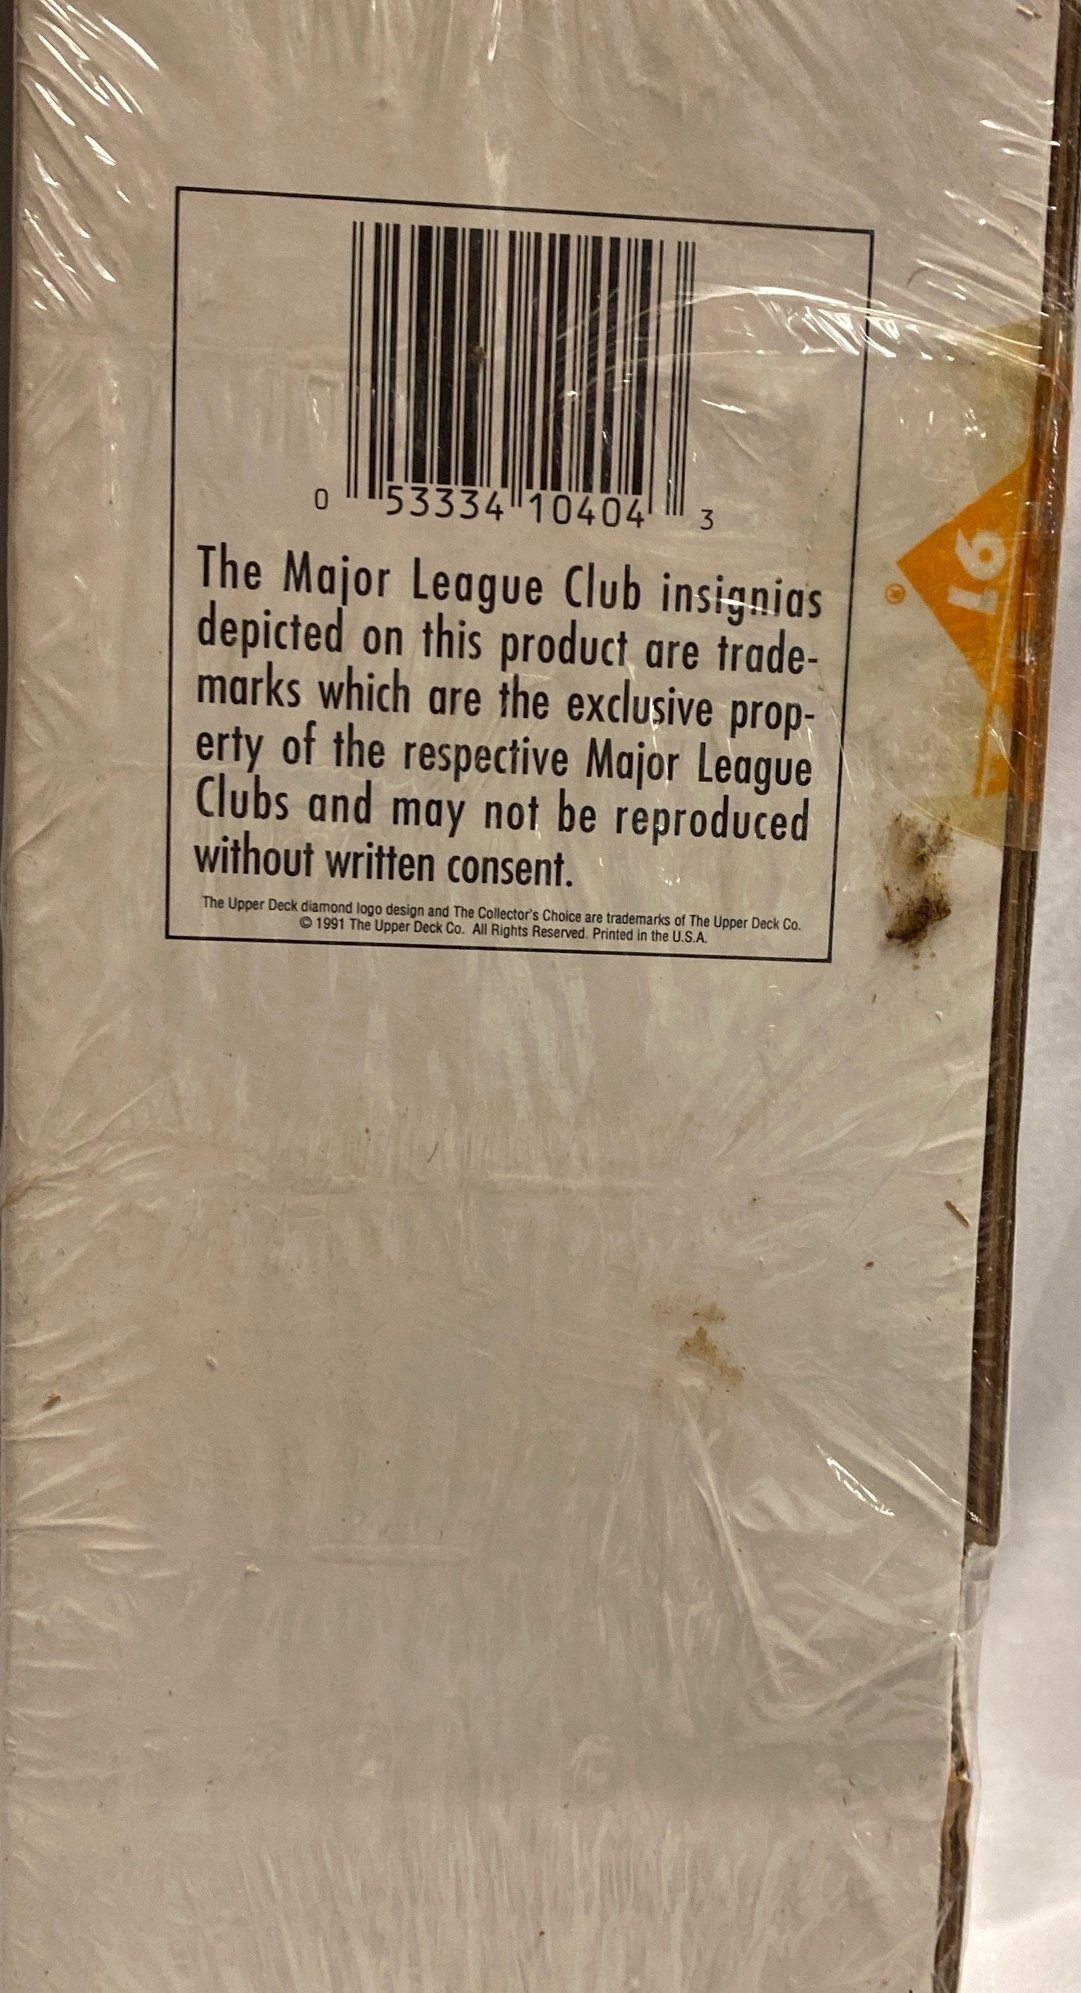 0 53334 10404 3
The Major League Club insignias
depicted on this product are trade-
marks which are the exclusive prop-
erty of the respective Major League
Clubs and may not be reproduced
without written consent.
The Upper Deck diamond logo design and The Collector's Choice are trademarks of The Upper Deck Co.
© 1991 The Upper Deck Co. All Rights Reserved. Printed in the U.S.A.
91
®